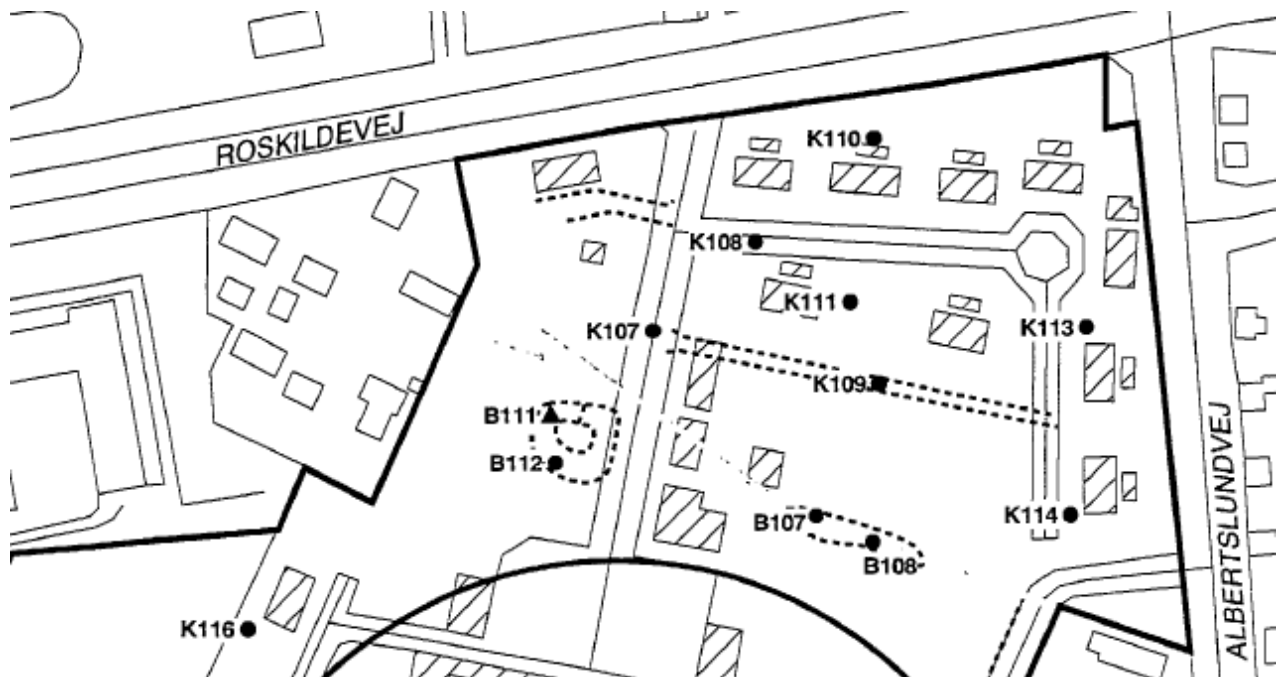 ROSKILDEVEJ
K110
K108
K111
K113
K107
K109
B111
B112
B107
K114
B108
K116
ALBERTSLUNDVEJ